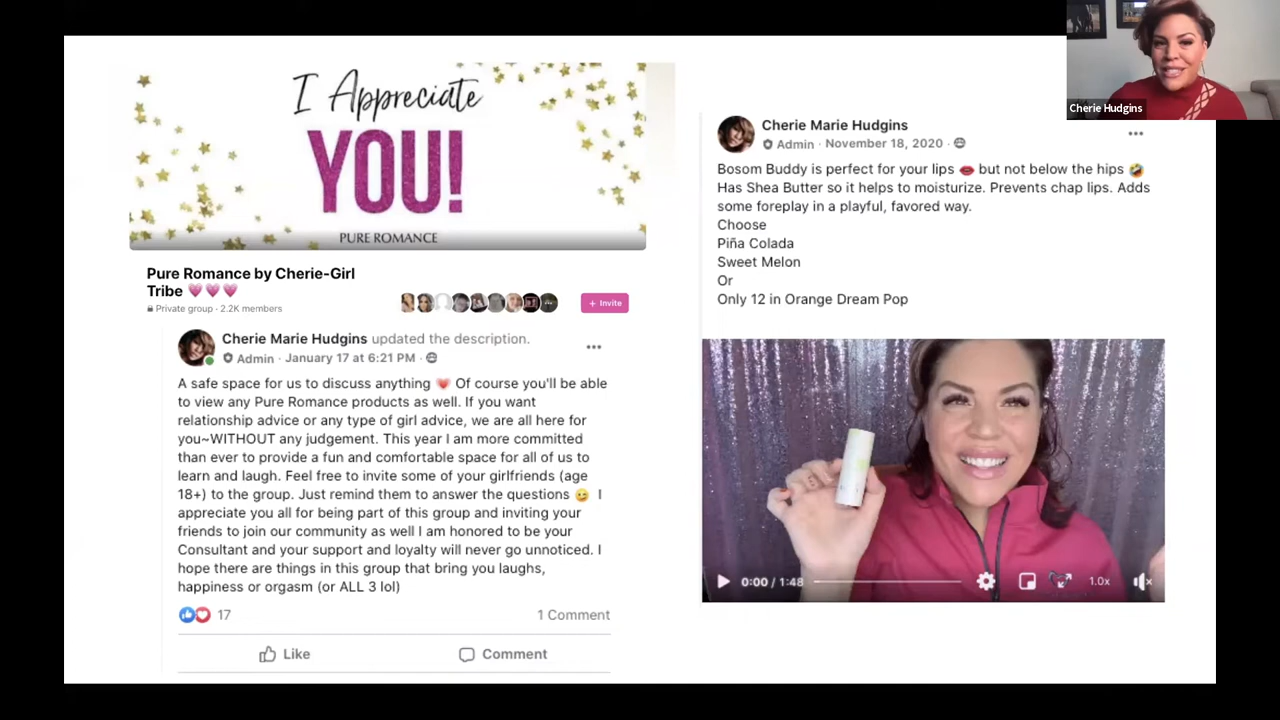 I Appreciate
YOU!
PURE ROMANCE
Pure Romance by Cherie-Girl
Tribe 💗💗💗
Private group · 2.2K members
+ Invite
Cherie Marie Hudgins updated the description.
Admin · January 17 at 6:21 PM ·
A safe space for us to discuss anything 💗 Of course you'll be able
to view any Pure Romance products as well. If you want
relationship advice or any type of girl advice, we are all here for
you~WITHOUT any judgement. This year I am more committed
than ever to provide a fun and comfortable space for all of us to
learn and laugh. Feel free to invite some of your girlfriends (age
18+) to the group. Just remind them to answer the questions 😜 I
appreciate you all for being part of this group and inviting your
friends to join our community as well I am honored to be your
Consultant and your support and loyalty will never go unnoticed. I
hope there are things in this group that bring you laughs,
happiness or orgasm (or ALL 3 lol)
17
1 Comment
Like
Comment
Cherie Marie Hudgins
Admin · November 18, 2020 ·
Bosom Buddy is perfect for your lips 👄 but not below the hips 🤣
Has Shea Butter so it helps to moisturize. Prevents chap lips. Adds
some foreplay in a playful, favored way.
Choose
Piña Colada
Sweet Melon
Or
Only 12 in Orange Dream Pop
0:00 / 1:48
1.0x
Cherie Hudgins